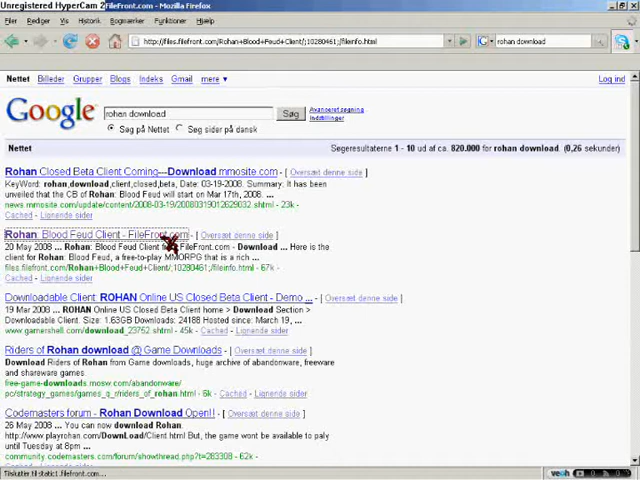 Unregistered HyperCam 2 FileFront.com - Mozilla Firefox
Filer Rediger Vis Historik Bogmærker Funktioner Hjælp
http://files.filefront.com/Rohan+Blood+Feud+Client/;10280461;/fileinfo.html rohan download
Nettet Billeder Grupper Blogs Indeks Gmail mere ▼ Log ind
Google rohan download Søg Avanceret søgning
Indstillinger
Søg på Nettet Søg sider på dansk
Nettet Søgeresultaterne 1 - 10 ud af ca. 820.000 for rohan download (0,26 sekunder)
Rohan Closed Beta Client Coming---Download mmosite.com - [ Oversæt denne side ]
KeyWord: rohan,download,client,closed,beta, Date: 03-19-2008. Summary: It has been
unveiled that the CB of Rohan: Blood Feud will start on Mar 17th, 2008. ...
news.mmosite.com/update/content/2008-03-19/20080319012629032.shtml - 23k -
Cached - Lignende sider
Rohan: Blood Feud Client - FileFront.com - [ Oversæt denne side ]
20 May 2008 ... Rohan: Blood Feud Client FileFront.com - Download ... Here is the
client for Rohan: Blood Feud, a free-to-play MMORPG that is a rich ...
files.filefront.com/Rohan+Blood+Feud+Client/;10280461;/fileinfo.html - 67k -
Cached - Lignende sider
Downloadable Client: ROHAN Online US Closed Beta Client - Demo ... [ Oversæt denne side ]
19 Mar 2008 ... ROHAN Online US Closed Beta Client home > Download Section >
Downloadable Client. Size: 1.63GB Downloads: 24188 Hosted since: March 19, ...
www.gamershell.com/download_23752.shtml - 45k - Cached - Lignende sider
Riders of Rohan download @ Game Downloads - [ Oversæt denne side ]
Download Riders of Rohan from Game downloads, huge archive of abandonware, freeware
and shareware games.
free-game-downloads.mosw.com/abandonware/
pc/strategy_games/games_q_r/riders_of_rohan.html - 6k - Cached - Lignende sider
Codemasters forum - Rohan Download Open!! - [ Oversæt denne side ]
20 May 2008 ... You can now download Rohan.
http://www.playrohan.com/DownLoad/Client.html But, the game wont be available to play
until Tuesday at 8pm ...
community.codemasters.com/forum/showthread.php?t=283308 - 62k -
Tilslutter til static1.filefront.com... veoh